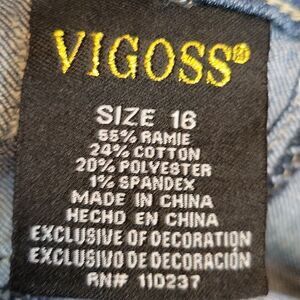 VIGOSS®
SIZE 16
55% RAMIE
24% COTTON
20% POLYESTER
1% SPANDEX
MADE IN CHINA
HECHO EN CHINA
EXCLUSIVE OF DECORATION
EXCLUSIVO DE DECORACIÓN
RN# 110237